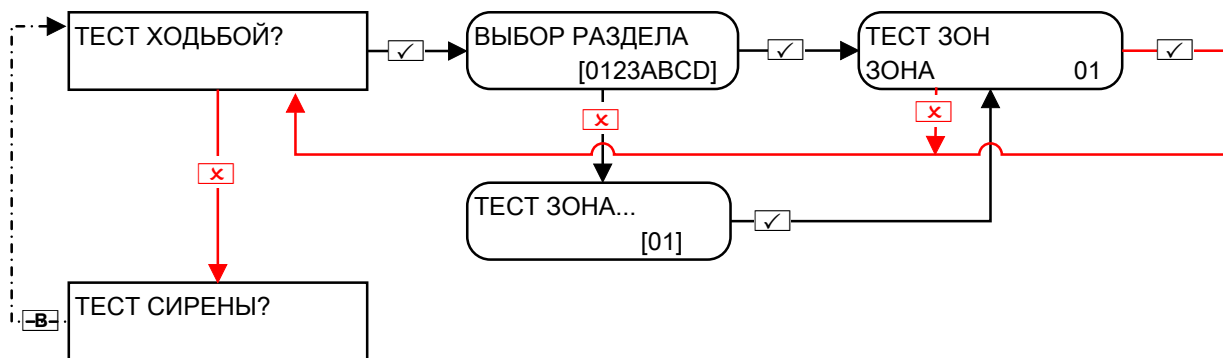 ТЕСТ ХОДЬБОЙ?
ВЫБОР РАЗДЕЛА
[0123ABCD]
ТЕСТ ЗОН
ЗОНА 01
ТЕСТ ЗОНА...
[01]
ТЕСТ СИРЕНЫ?
B